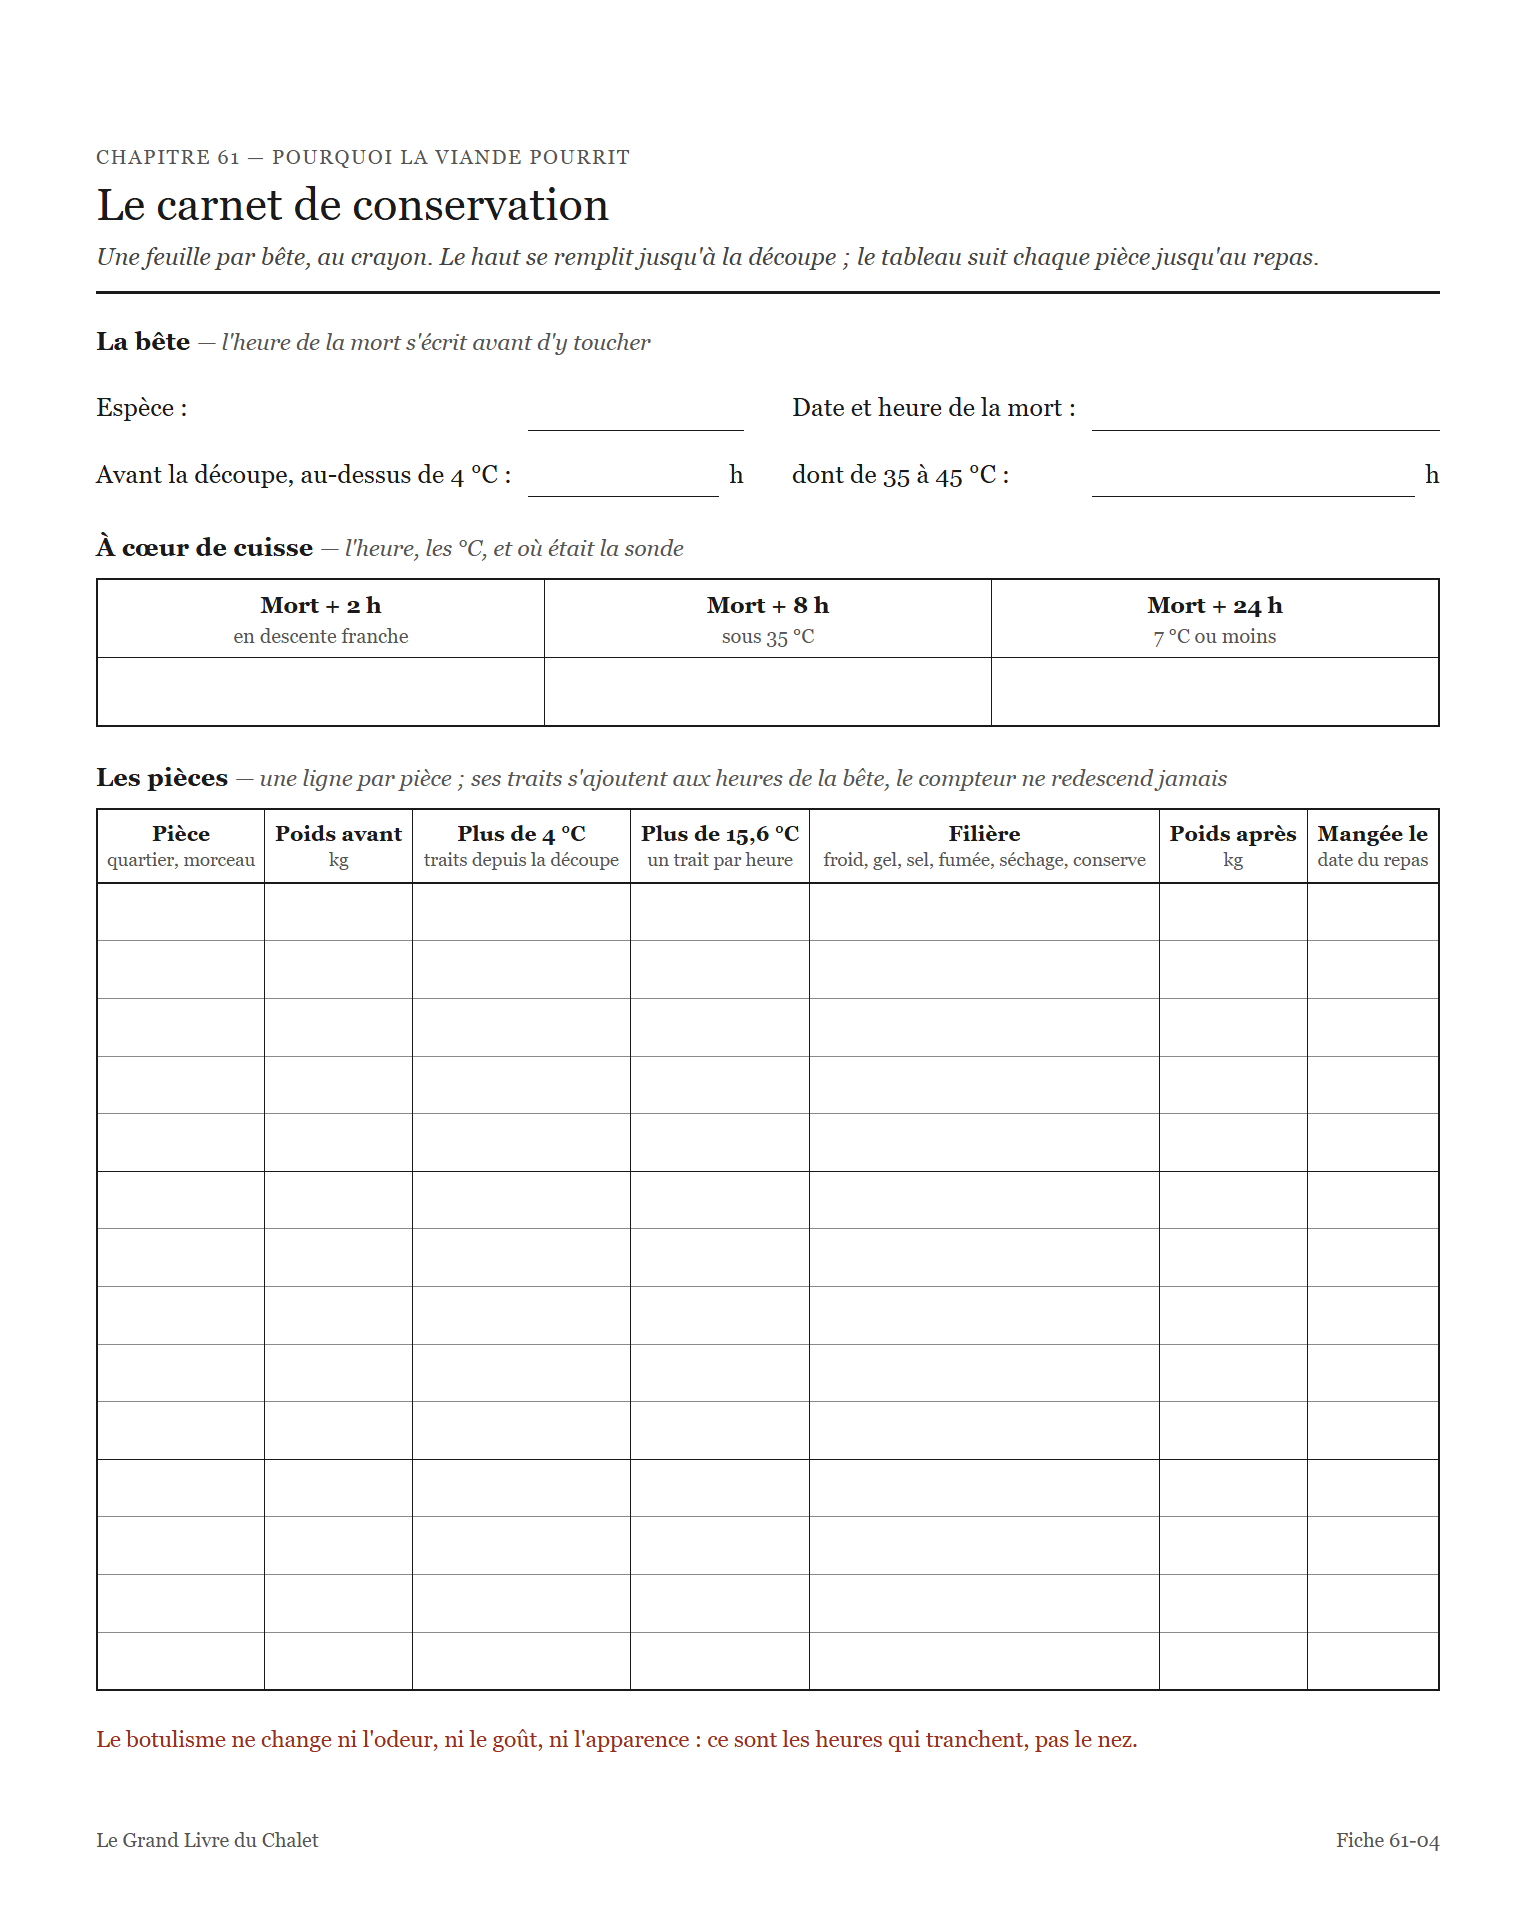 CHAPITRE 61 — POURQUOI LA VIANDE POURRIT
Le carnet de conservation
Une feuille par bête, au crayon. Le haut se remplit jusqu'à la découpe ; le tableau suit chaque pièce jusqu'au repas.
La bête — l'heure de la mort s'écrit avant d'y toucher
Espèce :
Date et heure de la mort :
Avant la découpe, au-dessus de 4 °C : h
dont de 35 à 45 °C : h
À cœur de cuisse — l'heure, les °C, et où était la sonde
Mort + 2 h
en descente franche
Mort + 8 h
sous 35 °C
Mort + 24 h
7 °C ou moins
Les pièces — une ligne par pièce ; ses traits s'ajoutent aux heures de la bête, le compteur ne redescend jamais
Pièce
quartier, morceau
Poids avant
kg
Plus de 4 °C
traits depuis la découpe
Plus de 15,6 °C
un trait par heure
Filière
froid, gel, sel, fumée, séchage, conserve
Poids après
kg
Mangée le
date du repas
Le botulisme ne change ni l'odeur, ni le goût, ni l'apparence : ce sont les heures qui tranchent, pas le nez.
Le Grand Livre du Chalet
Fiche 61-04